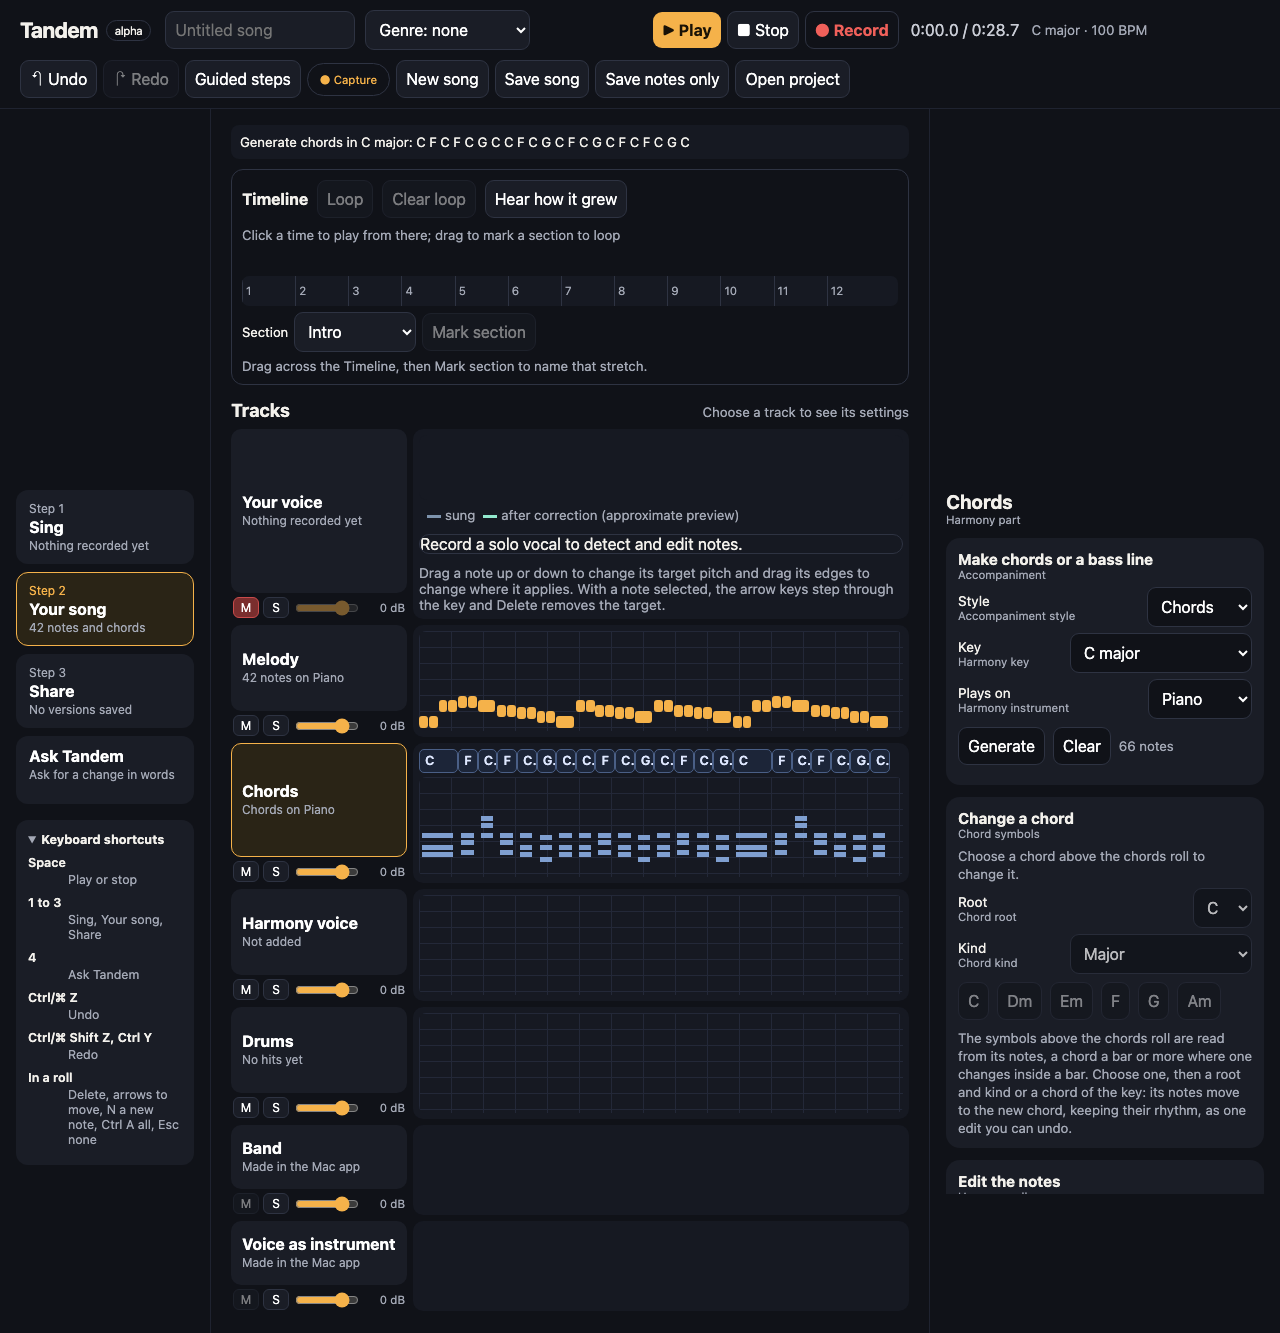 Tandem alpha Untitled song Genre: none Play Stop Record 0:00.0 / 0:28.7 C major · 100 BPM
Undo Redo Guided steps Capture New song Save song Save notes only Open project
Generate chords in C major: C F C F C G C C F C G C F C G C F C F C G C
Timeline Loop Clear loop Hear how it grew
Click a time to play from there; drag to mark a section to loop
1 2 3 4 5 6 7 8 9 10 11 12
Section Intro Mark section
Drag across the Timeline, then Mark section to name that stretch.
Tracks
Choose a track to see its settings
Step 1
Sing
Nothing recorded yet
Step 2
Your song
42 notes and chords
Step 3
Share
No versions saved
Ask Tandem
Ask for a change in words
Keyboard shortcuts
Space
Play or stop
1 to 3
Sing, Your song,
Share
4
Ask Tandem
Ctrl/⌘ Z
Undo
Ctrl/⌘ Shift Z, Ctrl Y
Redo
In a roll
Delete, arrows to
move, N a new
note, Ctrl A all, Esc
none
Your voice
Nothing recorded yet
M S 0 dB
sung after correction (approximate preview)
Record a solo vocal to detect and edit notes.
Drag a note up or down to change its target pitch and drag its edges to
change where it applies. With a note selected, the arrow keys step through
the key and Delete removes the target.
Melody
42 notes on Piano
M S 0 dB
Chords
Chords on Piano
M S 0 dB
C F C. F C. G. C. C. F C. G. C. F C. G. C F C. F C. G. C.
Harmony voice
Not added
M S 0 dB
Drums
No hits yet
M S 0 dB
Band
Made in the Mac app
M S 0 dB
Voice as instrument
Made in the Mac app
M S 0 dB
Chords
Harmony part
Make chords or a bass line
Accompaniment
Style
Accompaniment style
Chords
Key
Harmony key
C major
Plays on
Harmony instrument
Piano
Generate Clear 66 notes
Change a chord
Chord symbols
Choose a chord above the chords roll to
change it.
Root
Chord root
C
Kind
Chord kind
Major
C Dm Em F G Am
The symbols above the chords roll are read
from its notes, a chord a bar or more where one
changes inside a bar. Choose one, then a root
and kind or a chord of the key: its notes move
to the new chord, keeping their rhythm, as one
edit you can undo.
Edit the notes